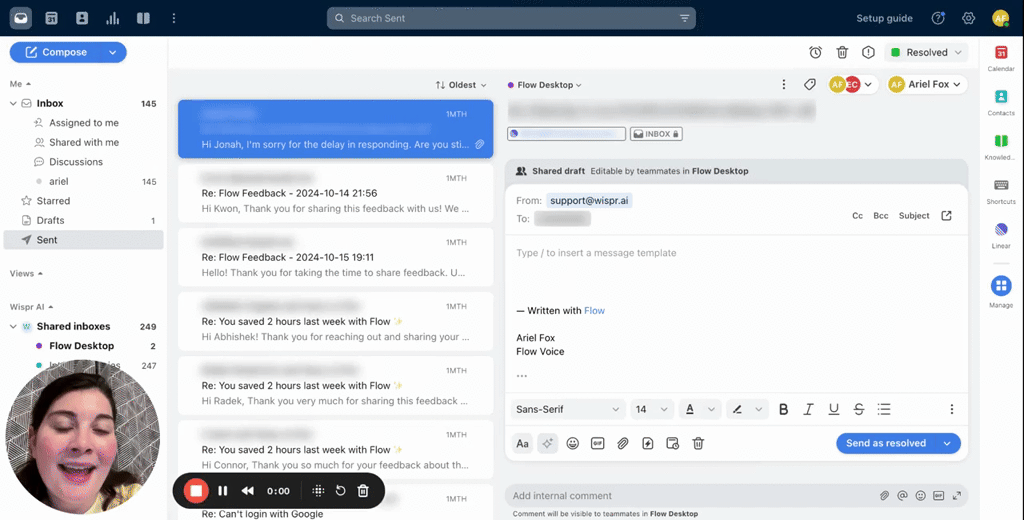 31
Search Sent
Setup guide
AF
Compose
Resolved
Me
Inbox 145
Assigned to me
Shared with me
Discussions
ariel 145
Starred
Drafts 1
Sent
Views
Wispr AI
Shared inboxes 249
Flow Desktop 2
247
Oldest
1MTH
Hi Jonah, I'm sorry for the delay in responding. Are you sti...
1MTH
Re: Flow Feedback - 2024-10-14 21:56
Hi Kwon, Thank you for sharing this feedback with us! We ...
1MTH
Re: Flow Feedback - 2024-10-15 19:11
Hello! Thank you for taking the time to share feedback. U...
1MTH
Re: You saved 2 hours last week with Flow ✨
Hi Abhishek! Thank you for reaching out and sharing your ...
1MTH
Re: You saved 2 hours last week with Flow ✨
Hi Radek, Thank you very much for sharing this feedback ...
1MTH
Re: You saved 2 hours last week with Flow ✨
Hi Connor, Thank you so much for your feedback about th...
1MTH
Re: Can't login with Google
0:00
Flow Desktop
AF EC
AF Ariel Fox
INBOX
Shared draft Editable by teammates in Flow Desktop
From: support@wispr.ai
To:
Cc Bcc Subject
Type / to insert a message template
— Written with Flow
Ariel Fox
Flow Voice
...
Sans-Serif 14 A B I U S
Aa GIF Send as resolved
Add internal comment GIF
Comment will be visible to teammates in Flow Desktop
31
Calendar
Contacts
Knowled...
Shortcuts
Linear
Manage